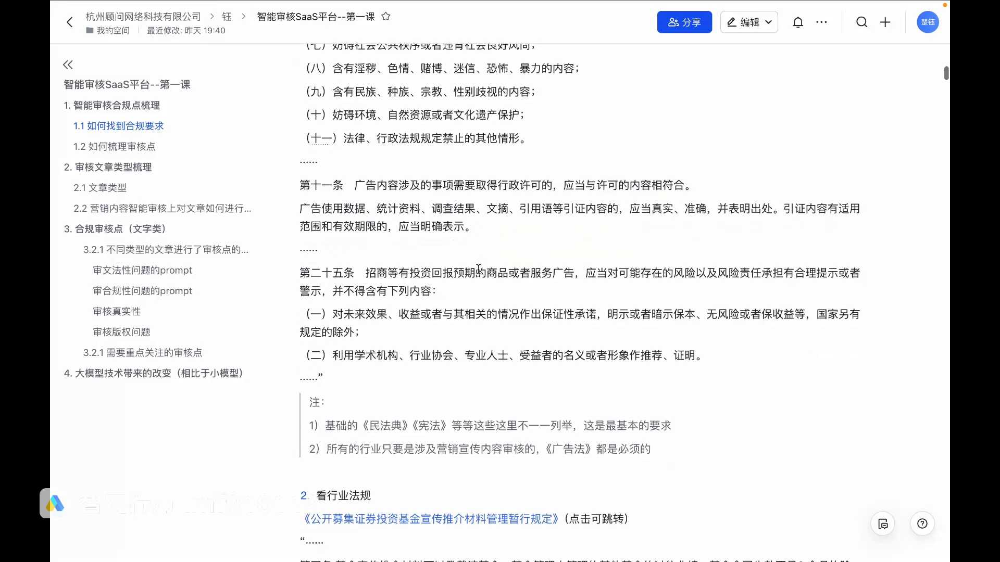 杭州顾问网络科技有限公司 > 钰 > 智能审核SaaS平台--第一课
我的空间 最近修改: 昨天 19:40
分享
编辑
楚钰
智能审核SaaS平台--第一课
1. 智能审核合规点梳理
1.1 如何找到合规要求
1.2 如何梳理审核点
2. 审核文章类型梳理
2.1 文章类型
2.2 营销内容智能审核上对文章如何进行...
3. 合规审核点（文字类）
3.2.1 不同类型的文章进行了审核点的...
审文法性问题的prompt
审合规性问题的prompt
审核真实性
审核版权问题
3.2.1 需要重点关注的审核点
4. 大模型技术带来的改变（相比于小模型）
（七）妨碍社会公共秩序或者违背社会良好风尚；
（八）含有淫秽、色情、赌博、迷信、恐怖、暴力的内容；
（九）含有民族、种族、宗教、性别歧视的内容；
（十）妨碍环境、自然资源或者文化遗产保护；
（十一）法律、行政法规规定禁止的其他情形。
......
第十一条　广告内容涉及的事项需要取得行政许可的，应当与许可的内容相符合。
广告使用数据、统计资料、调查结果、文摘、引用语等引证内容的，应当真实、准确，并表明出处。引证内容有适用
范围和有效期限的，应当明确表示。
......
第二十五条　招商等有投资回报预期的商品或者服务广告，应当对可能存在的风险以及风险责任承担有合理提示或者
警示，并不得含有下列内容：
（一）对未来效果、收益或者与其相关的情况作出保证性承诺，明示或者暗示保本、无风险或者保收益等，国家另有
规定的除外；
（二）利用学术机构、行业协会、专业人士、受益者的名义或者形象作推荐、证明。
......”
注：
1）基础的《民法典》《宪法》等等这些这里不一一列举，这是最基本的要求
2）所有的行业只要是涉及营销宣传内容审核的，《广告法》都是必须的
2. 看行业法规
《公开募集证券投资基金宣传推介材料管理暂行规定》（点击可跳转）
“......